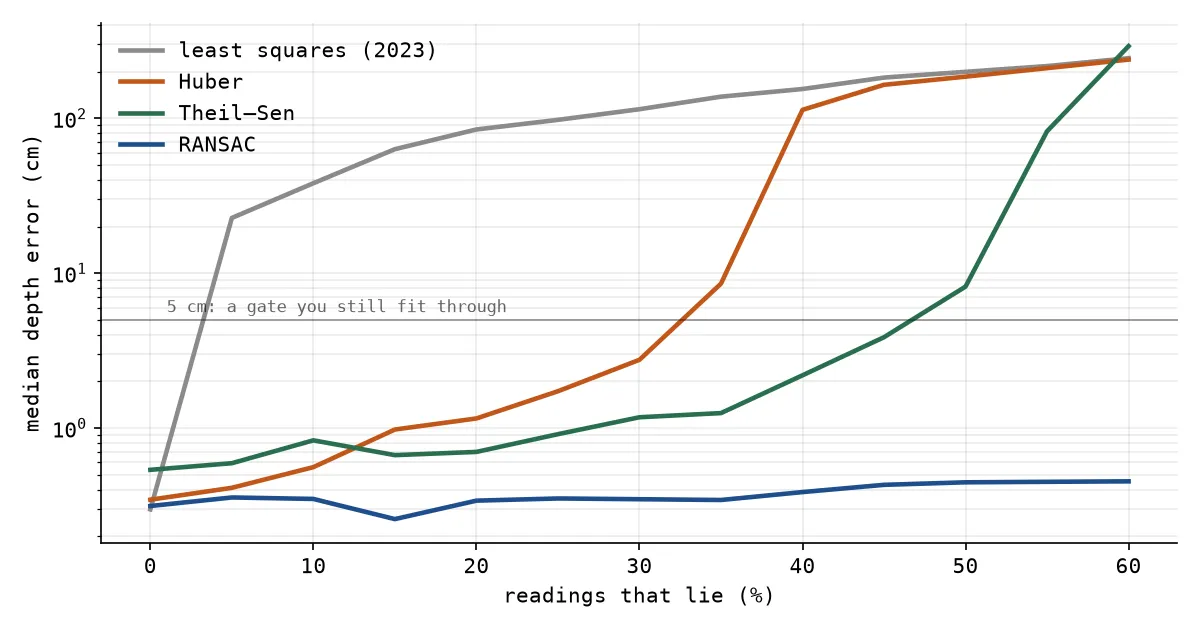 least squares (2023)
Huber
Theil–Sen
RANSAC
median depth error (cm)
10²
10¹
10⁰
5 cm: a gate you still fit through
0 10 20 30 40 50 60
readings that lie (%)